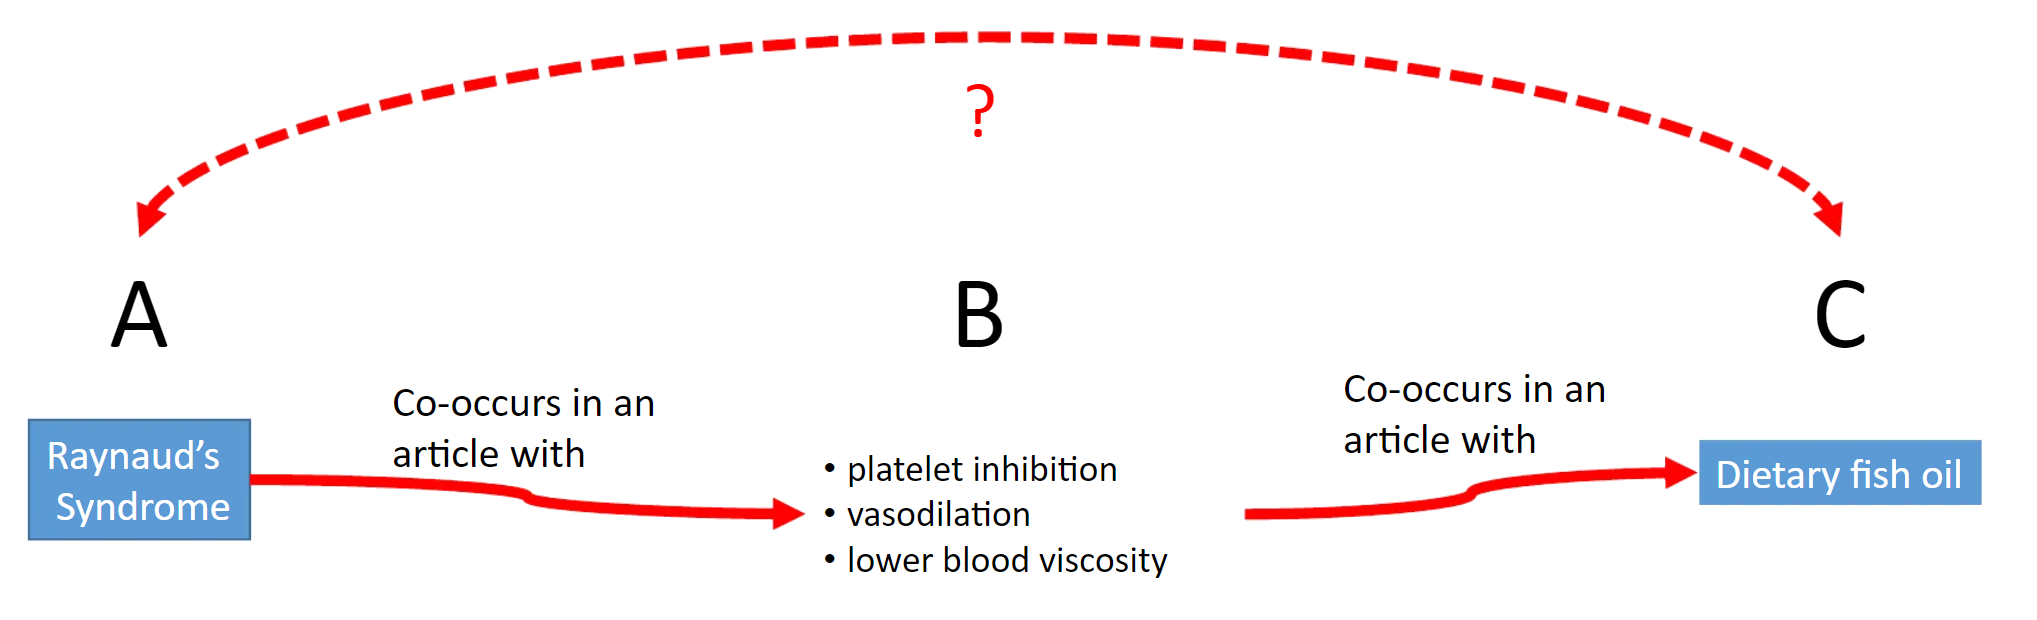 ?
A
B
C
Co-occurs in an
article with
Co-occurs in an
article with
Raynaud’s
Syndrome
• platelet inhibition
• vasodilation
• lower blood viscosity
Dietary fish oil